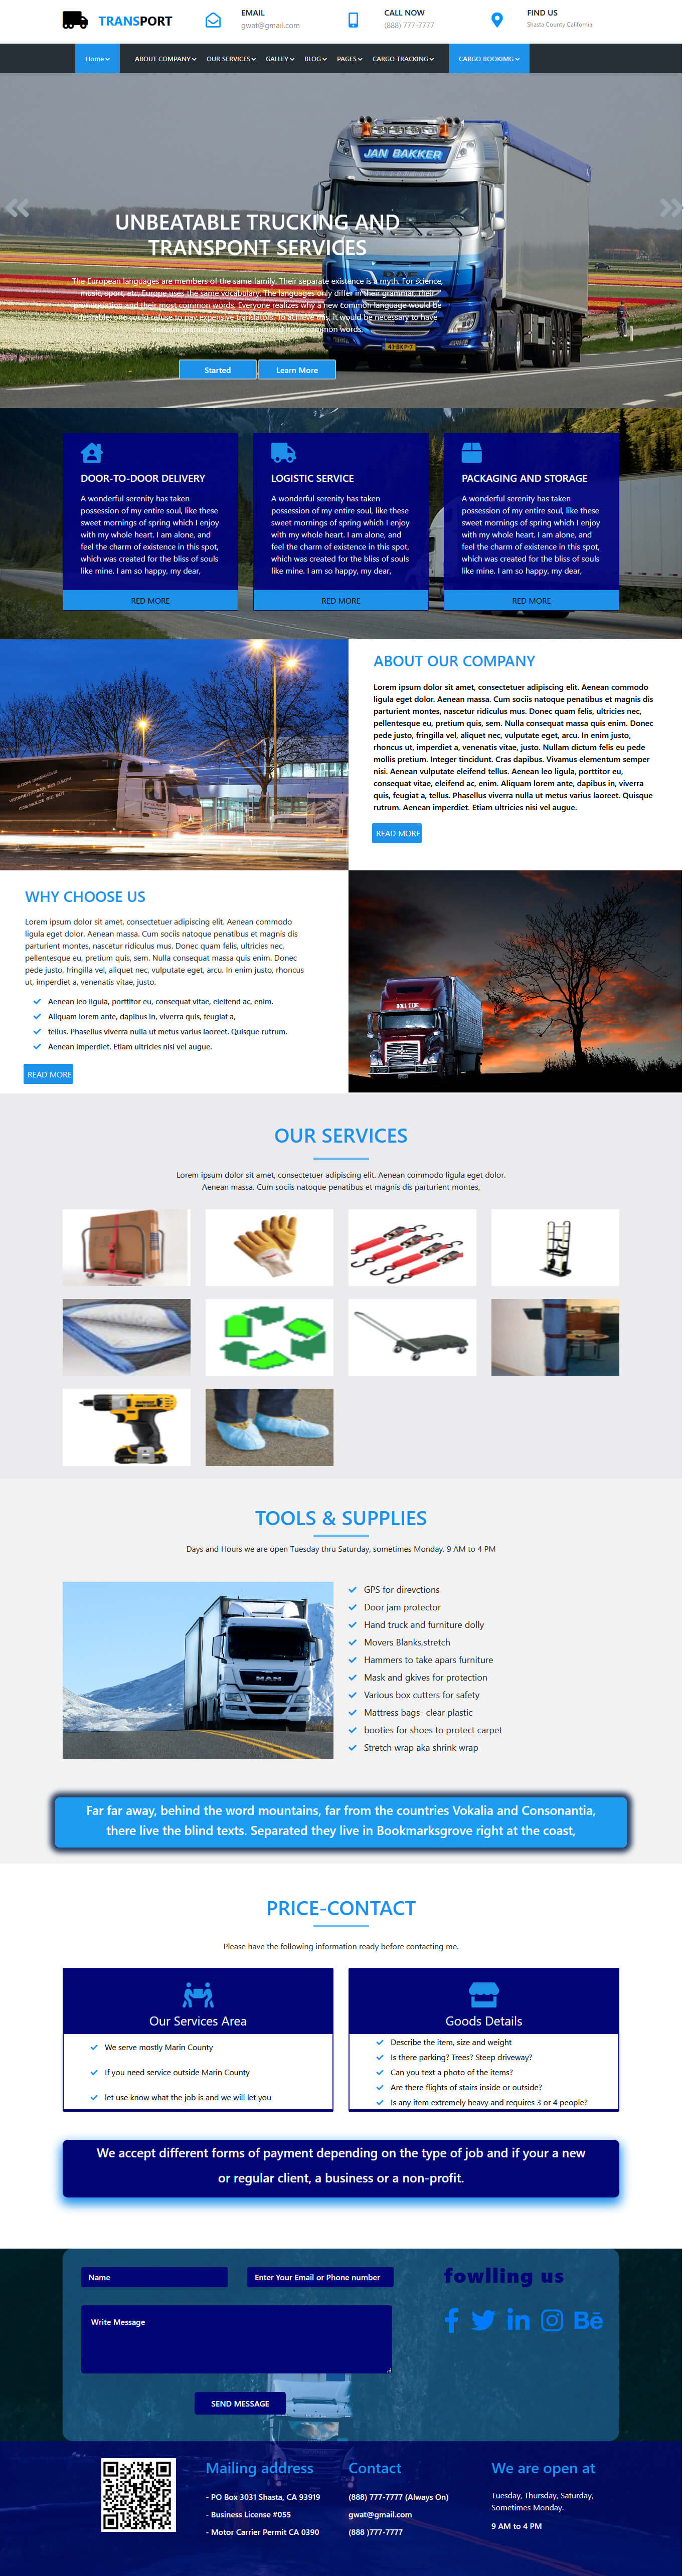 TRANSPORT
EMAIL
gwat@gmail.com
CALL NOW
(888) 777-7777
FIND US
Shasta County California
Home
ABOUT COMPANY
OUR SERVICES
GALLEY
BLOG
PAGES
CARGO TRACKING
CARGO BOOKIMG
JAN BAKKER
DAF
41-BKP-7
UNBEATABLE TRUCKING AND
TRANSPORT SERVICES
The European languages are members of the same family. Their separate existence is a myth. For science,
music, sport, etc, Europe uses the same vocabulary. The languages only differ in their grammar, their
pronunciation and their most common words. Everyone realizes why a new common language would be
desirable: one could refuse to pay expensive translators. To achieve this, it would be necessary to have
uniform grammar, pronunciation and more common words.
Started
Learn More
DOOR-TO-DOOR DELIVERY
A wonderful serenity has taken
possession of my entire soul, like these
sweet mornings of spring which I enjoy
with my whole heart. I am alone, and
feel the charm of existence in this spot,
which was created for the bliss of souls
like mine. I am so happy, my dear,
RED MORE
LOGISTIC SERVICE
A wonderful serenity has taken
possession of my entire soul, like these
sweet mornings of spring which I enjoy
with my whole heart. I am alone, and
feel the charm of existence in this spot,
which was created for the bliss of souls
like mine. I am so happy, my dear,
RED MORE
PACKAGING AND STORAGE
A wonderful serenity has taken
possession of my entire soul, like these
sweet mornings of spring which I enjoy
with my whole heart. I am alone, and
feel the charm of existence in this spot,
which was created for the bliss of souls
like mine. I am so happy, my dear,
RED MORE
ABOUT OUR COMPANY
Lorem ipsum dolor sit amet, consectetuer adipiscing elit. Aenean commodo
ligula eget dolor. Aenean massa. Cum sociis natoque penatibus et magnis dis
parturient montes, nascetur ridiculus mus. Donec quam felis, ultricies nec,
pellentesque eu, pretium quis, sem. Nulla consequat massa quis enim. Donec
pede justo, fringilla vel, aliquet nec, vulputate eget, arcu. In enim justo,
rhoncus ut, imperdiet a, venenatis vitae, justo. Nullam dictum felis eu pede
mollis pretium. Integer tincidunt. Cras dapibus. Vivamus elementum semper
nisi. Aenean vulputate eleifend tellus. Aenean leo ligula, porttitor eu,
consequat vitae, eleifend ac, enim. Aliquam lorem ante, dapibus in, viverra
quis, feugiat a, tellus. Phasellus viverra nulla ut metus varius laoreet. Quisque
rutrum. Aenean imperdiet. Etiam ultricies nisi vel augue.
READ MORE
WHY CHOOSE US
Lorem ipsum dolor sit amet, consectetuer adipiscing elit. Aenean commodo
ligula eget dolor. Aenean massa. Cum sociis natoque penatibus et magnis dis
parturient montes, nascetur ridiculus mus. Donec quam felis, ultricies nec,
pellentesque eu, pretium quis, sem. Nulla consequat massa quis enim. Donec
pede justo, fringilla vel, aliquet nec, vulputate eget, arcu. In enim justo, rhoncus
ut, imperdiet a, venenatis vitae, justo.
Aenean leo ligula, porttitor eu, consequat vitae, eleifend ac, enim.
Aliquam lorem ante, dapibus in, viverra quis, feugiat a,
tellus. Phasellus viverra nulla ut metus varius laoreet. Quisque rutrum.
Aenean imperdiet. Etiam ultricies nisi vel augue.
READ MORE
OUR SERVICES
Lorem ipsum dolor sit amet, consectetuer adipiscing elit. Aenean commodo ligula eget dolor.
Aenean massa. Cum sociis natoque penatibus et magnis dis parturient montes,
TOOLS & SUPPLIES
Days and Hours we are open Tuesday thru Saturday, sometimes Monday. 9 AM to 4 PM
MAN
GPS for direvctions
Door jam protector
Hand truck and furniture dolly
Movers Blanks,stretch
Hammers to take apars furniture
Mask and gkives for protection
Various box cutters for safety
Mattress bags- clear plastic
booties for shoes to protect carpet
Stretch wrap aka shrink wrap
Far far away, behind the word mountains, far from the countries Vokalia and Consonantia,
there live the blind texts. Separated they live in Bookmarksgrove right at the coast,
PRICE-CONTACT
Please have the following information ready before contacting me.
Our Services Area
We serve mostly Marin County
If you need service outside Marin County
let use know what the job is and we will let you
Goods Details
Describe the item, size and weight
Is there parking? Trees? Steep driveway?
Can you text a photo of the items?
Are there flights of stairs inside or outside?
Is any item extremely heavy and requires 3 or 4 people?
We accept different forms of payment depending on the type of job and if your a new
or regular client, a business or a non-profit.
Name
Enter Your Email or Phone number
Write Message
SEND MESSAGE
fowlling us
Mailing address
- PO Box 3031 Shasta, CA 93919
- Business License #055
- Motor Carrier Permit CA 0390
Contact
(888) 777-7777 (Always On)
gwat@gmail.com
(888 )777-7777
We are open at
Tuesday, Thursday, Saturday,
Sometimes Monday.
9 AM to 4 PM